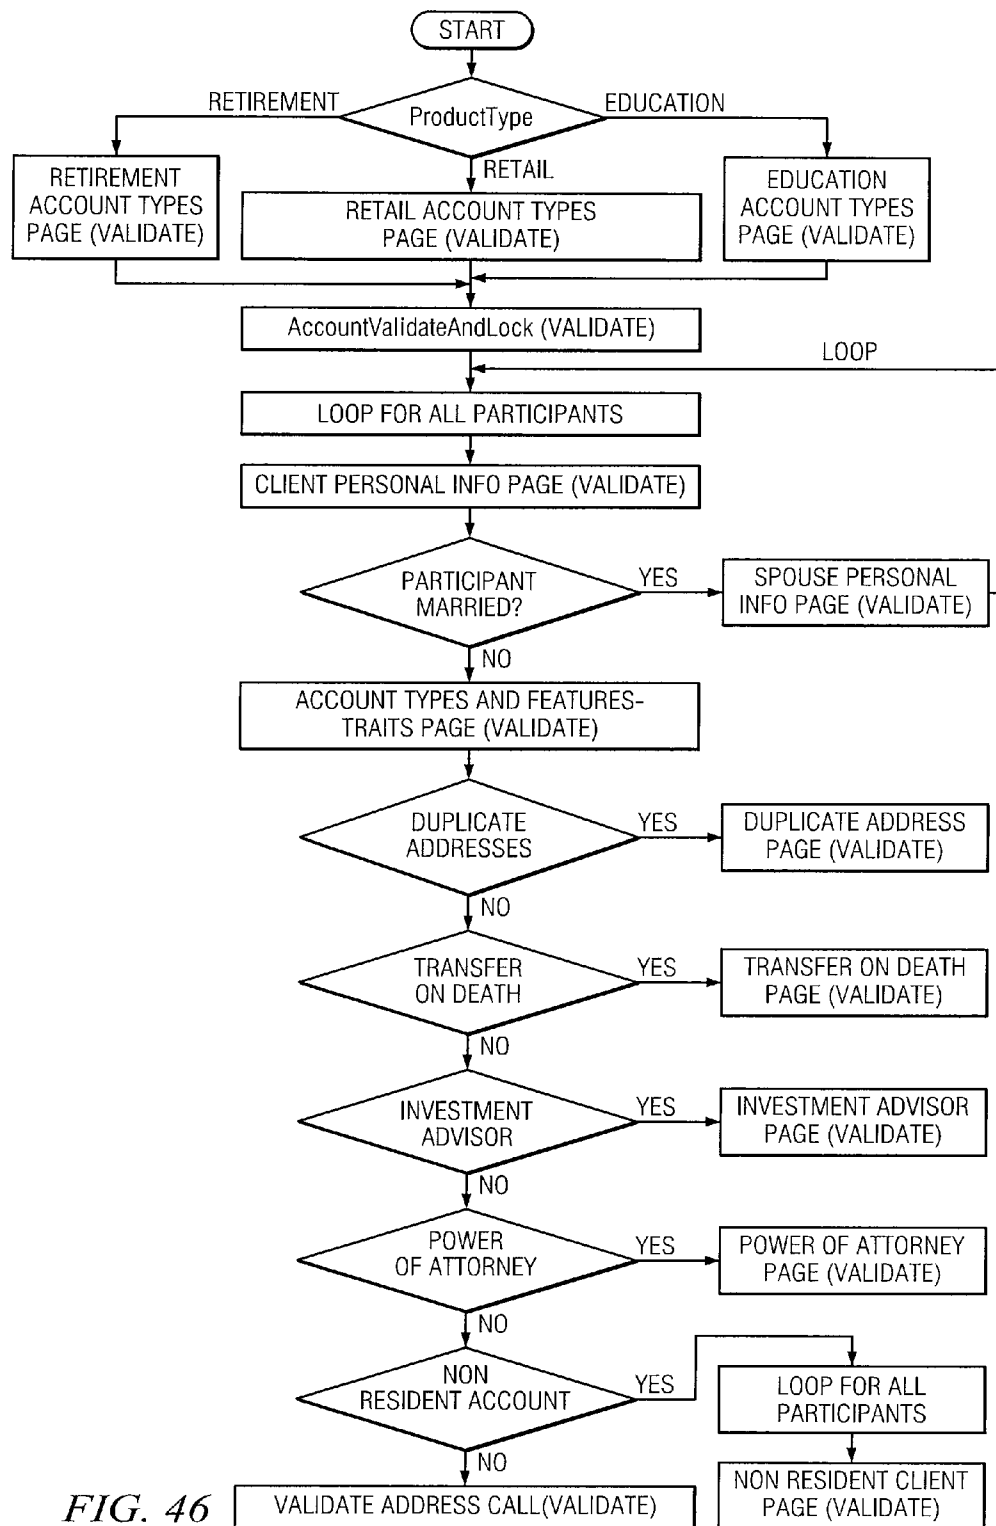 START
RETIREMENT
ProductType
EDUCATION
RETAIL
RETIREMENT
ACCOUNT TYPES
PAGE (VALIDATE)
RETAIL ACCOUNT TYPES
PAGE (VALIDATE)
EDUCATION
ACCOUNT TYPES
PAGE (VALIDATE)
AccountValidateAndLock (VALIDATE)
LOOP
LOOP FOR ALL PARTICIPANTS
CLIENT PERSONAL INFO PAGE (VALIDATE)
PARTICIPANT
MARRIED?
YES
SPOUSE PERSONAL
INFO PAGE (VALIDATE)
NO
ACCOUNT TYPES AND FEATURES-
TRAITS PAGE (VALIDATE)
DUPLICATE
ADDRESSES
YES
DUPLICATE ADDRESS
PAGE (VALIDATE)
NO
TRANSFER
ON DEATH
YES
TRANSFER ON DEATH
PAGE (VALIDATE)
NO
INVESTMENT
ADVISOR
YES
INVESTMENT ADVISOR
PAGE (VALIDATE)
NO
POWER
OF ATTORNEY
YES
POWER OF ATTORNEY
PAGE (VALIDATE)
NO
NON
RESIDENT ACCOUNT
YES
LOOP FOR ALL
PARTICIPANTS
NO
NON RESIDENT CLIENT
PAGE (VALIDATE)
VALIDATE ADDRESS CALL(VALIDATE)
FIG. 46